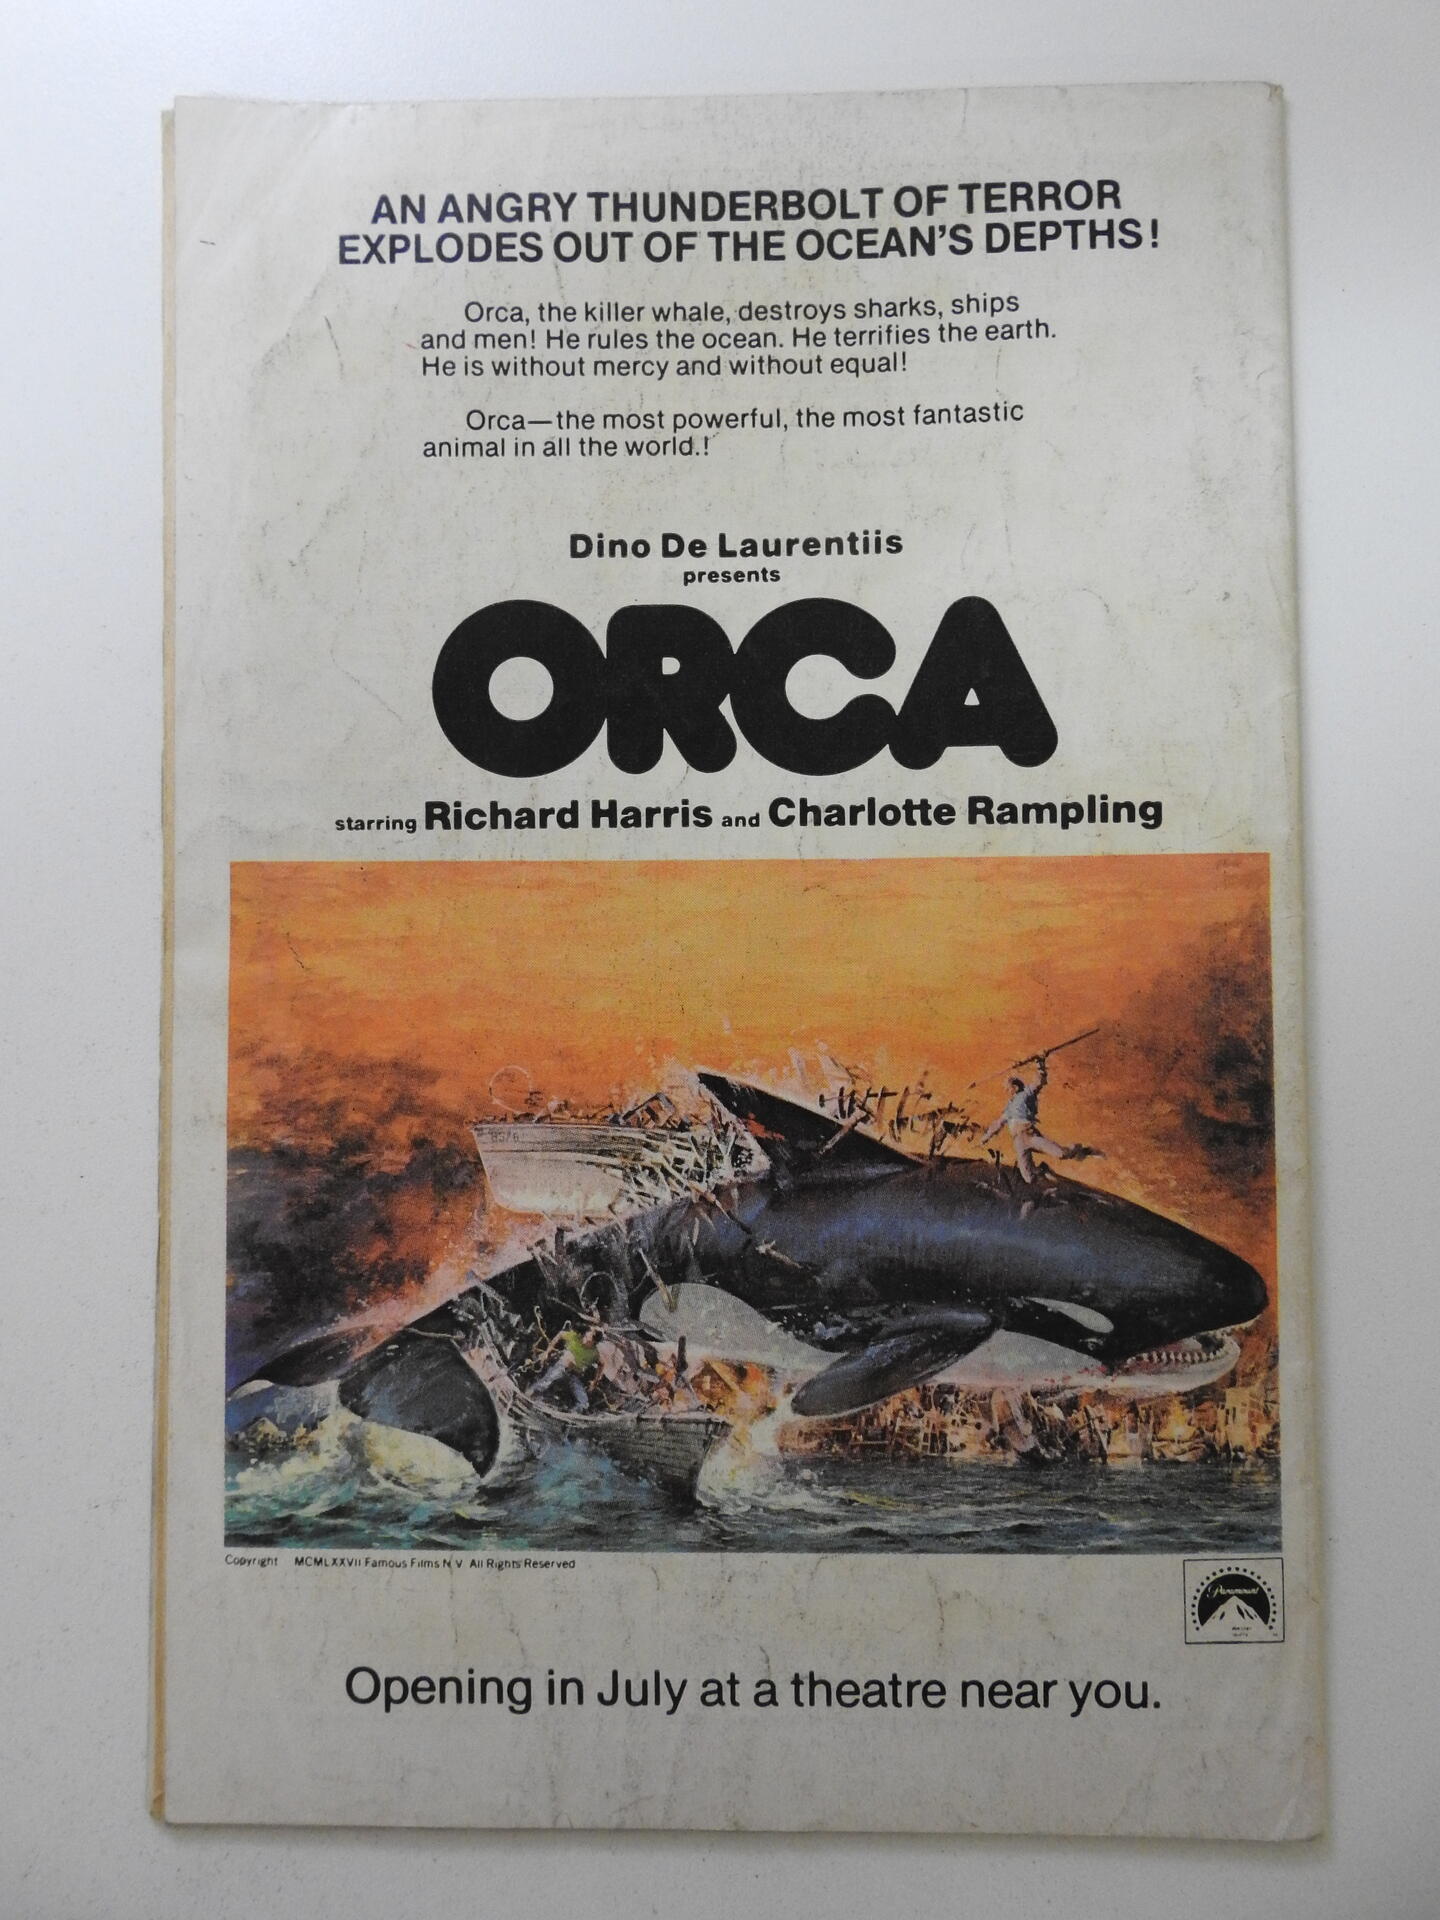 AN ANGRY THUNDERBOLT OF TERROR
EXPLODES OUT OF THE OCEAN'S DEPTHS!
Orca, the killer whale, destroys sharks, ships
and men! He rules the ocean. He terrifies the earth.
He is without mercy and without equal!
Orca—the most powerful, the most fantastic
animal in all the world.!
Dino De Laurentiis
presents
ORCA
starring Richard Harris and Charlotte Rampling
Copyright MCMLXXVII Famous Films N V All Rights Reserved
Paramount
Opening in July at a theatre near you.